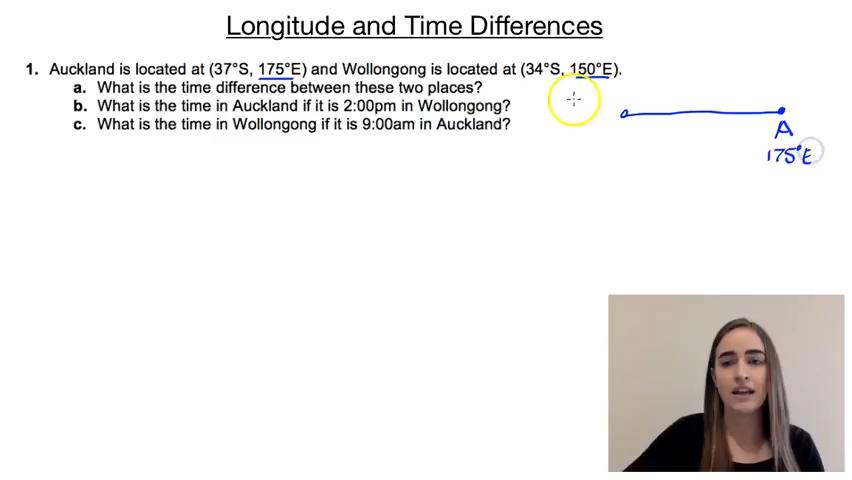 Longitude and Time Differences
1. Auckland is located at (37°S, 175°E) and Wollongong is located at (34°S, 150°E).
a. What is the time difference between these two places?
b. What is the time in Auckland if it is 2:00pm in Wollongong?
c. What is the time in Wollongong if it is 9:00am in Auckland?
A
175°E